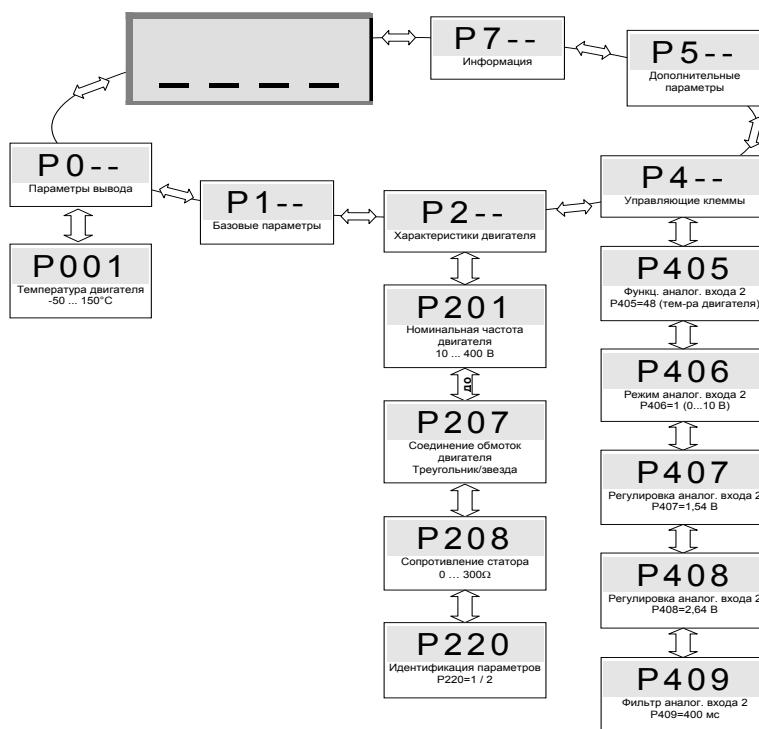 P7--
Информация
P5--
Дополнительные
параметры
P0--
Параметры вывода
P1--
Базовые параметры
P2--
Характеристики двигателя
P4--
Управляющие клеммы
P001
Температура двигателя
-50 ... 150°C
P201
Номинальная частота
двигателя
10 ... 400 В
до
P207
Соединение обмоток
двигателя
Треугольник/звезда
P208
Сопротивление статора
0 ... 300Ω
P220
Идентификация параметров
P220=1 / 2
P405
Функц. аналог. входа 2
P405=48 (тем-ра двигателя)
P406
Режим аналог. входа 2
P406=1 (0...10 В)
P407
Регулировка аналог. входа 2
P407=1,54 В
P408
Регулировка аналог. входа 2
P408=2,64 В
P409
Фильтр аналог. входа 2
P409=400 мс